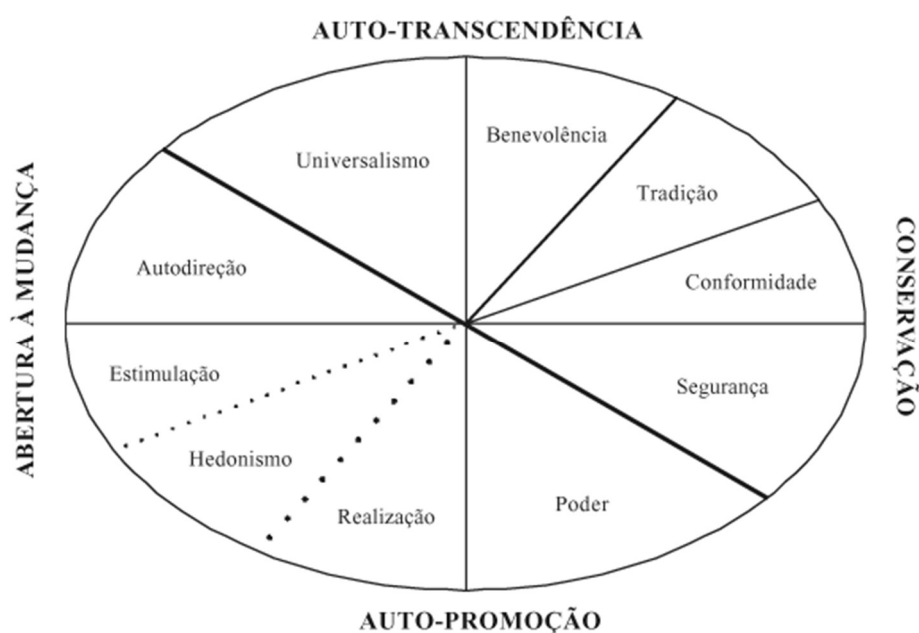 AUTO-TRANSCENDÊNCIA
Benevolência
Universalismo
Tradição
ABERTURA À MUDANÇA
CONSERVAÇÃO
Autodireção
Conformidade
Estimulação
Segurança
Hedonismo
Realização
Poder
AUTO-PROMOÇÃO